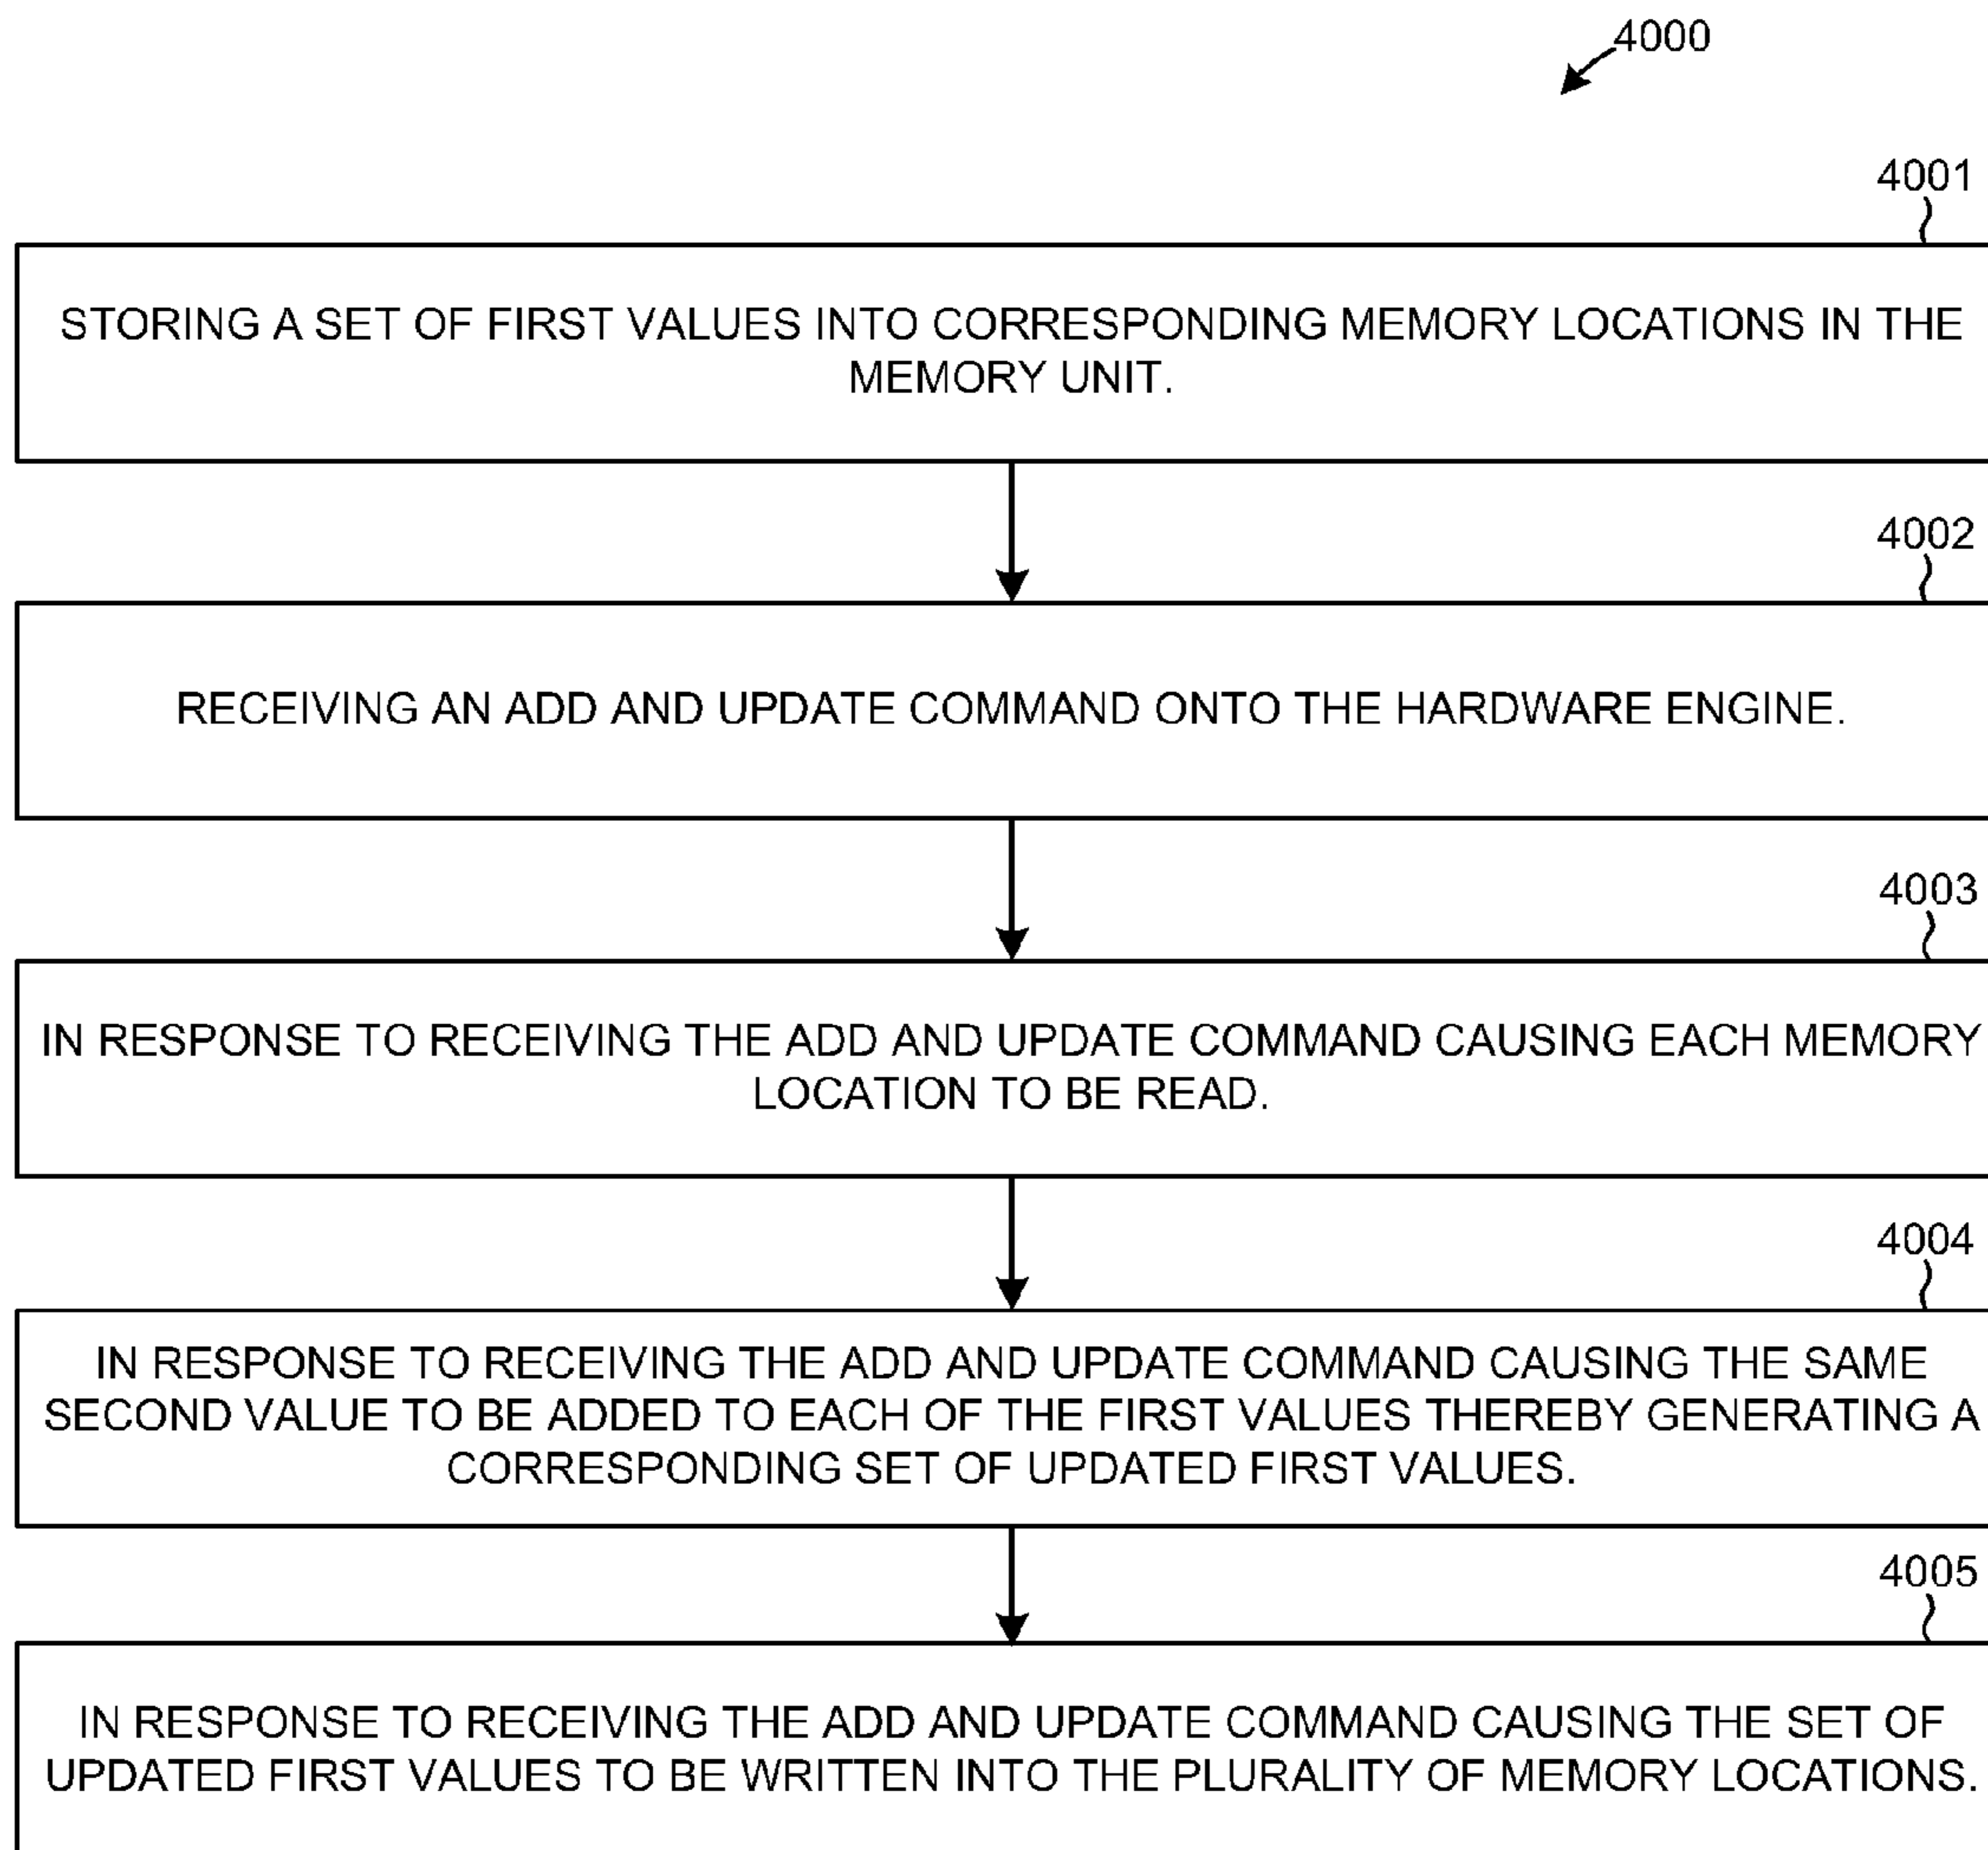 4000
4001
STORING A SET OF FIRST VALUES INTO CORRESPONDING MEMORY LOCATIONS IN THE
MEMORY UNIT.
4002
RECEIVING AN ADD AND UPDATE COMMAND ONTO THE HARDWARE ENGINE.
4003
IN RESPONSE TO RECEIVING THE ADD AND UPDATE COMMAND CAUSING EACH MEMORY
LOCATION TO BE READ.
4004
IN RESPONSE TO RECEIVING THE ADD AND UPDATE COMMAND CAUSING THE SAME
SECOND VALUE TO BE ADDED TO EACH OF THE FIRST VALUES THEREBY GENERATING A
CORRESPONDING SET OF UPDATED FIRST VALUES.
4005
IN RESPONSE TO RECEIVING THE ADD AND UPDATE COMMAND CAUSING THE SET OF
UPDATED FIRST VALUES TO BE WRITTEN INTO THE PLURALITY OF MEMORY LOCATIONS.